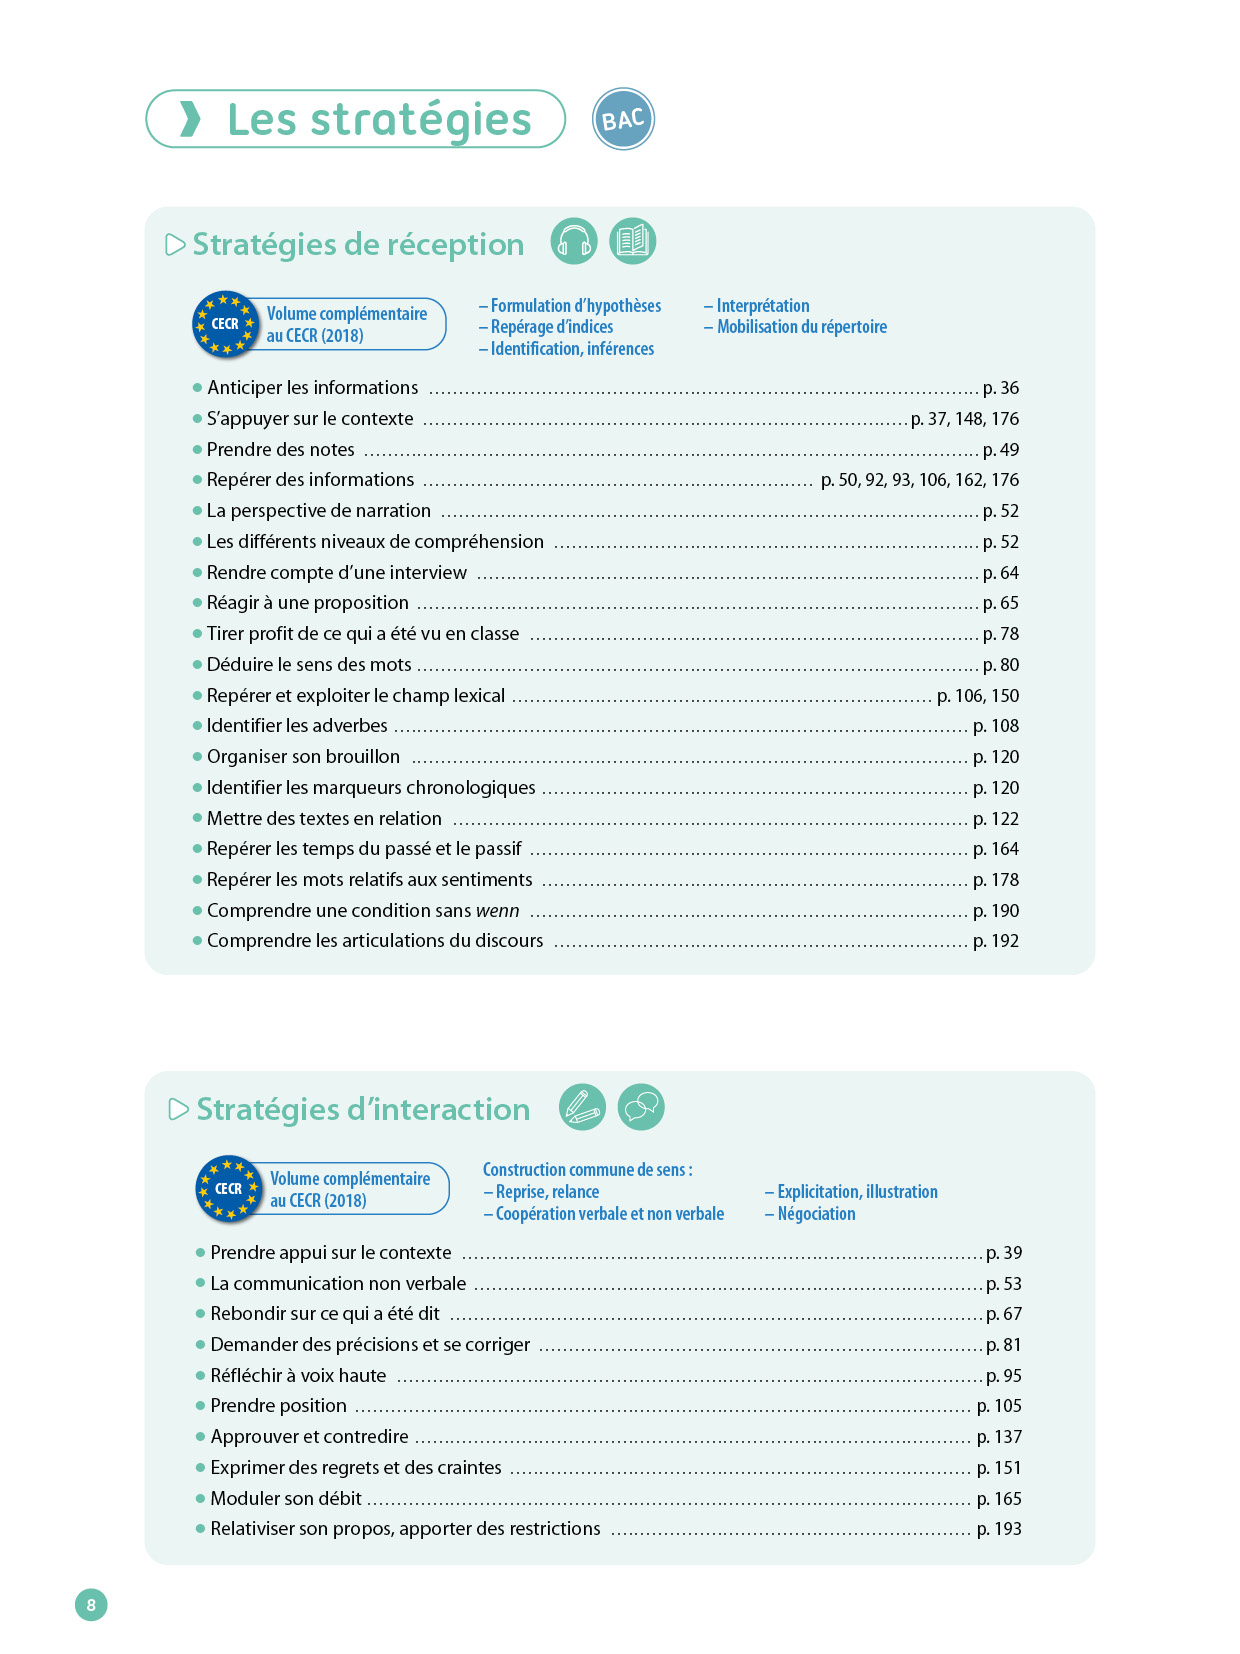 Les stratégies
BAC
Stratégies de réception
CECR
Volume complémentaire
au CECR (2018)
– Formulation d’hypothèses
– Repérage d’indices
– Identification, inférences
– Interprétation
– Mobilisation du répertoire
Anticiper les informations p. 36
S’appuyer sur le contexte p. 37, 148, 176
Prendre des notes p. 49
Repérer des informations p. 50, 92, 93, 106, 162, 176
La perspective de narration p. 52
Les différents niveaux de compréhension p. 52
Rendre compte d’une interview p. 64
Réagir à une proposition p. 65
Tirer profit de ce qui a été vu en classe p. 78
Déduire le sens des mots p. 80
Repérer et exploiter le champ lexical p. 106, 150
Identifier les adverbes p. 108
Organiser son brouillon p. 120
Identifier les marqueurs chronologiques p. 120
Mettre des textes en relation p. 122
Repérer les temps du passé et le passif p. 164
Repérer les mots relatifs aux sentiments p. 178
Comprendre une condition sans wenn p. 190
Comprendre les articulations du discours p. 192
Stratégies d’interaction
CECR
Volume complémentaire
au CECR (2018)
Construction commune de sens :
– Reprise, relance
– Coopération verbale et non verbale
– Explicitation, illustration
– Négociation
Prendre appui sur le contexte p. 39
La communication non verbale p. 53
Rebondir sur ce qui a été dit p. 67
Demander des précisions et se corriger p. 81
Réfléchir à voix haute p. 95
Prendre position p. 105
Approuver et contredire p. 137
Exprimer des regrets et des craintes p. 151
Moduler son débit p. 165
Relativiser son propos, apporter des restrictions p. 193
8